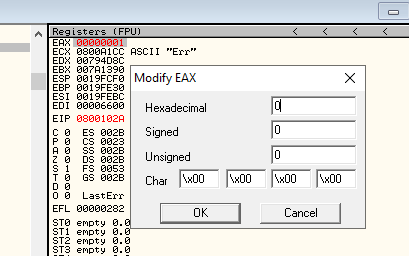 Registers (FPU) < < < <
EAX 00000001
ECX 0800A1CC ASCII "Err"
EDX 00794D8C
EBX 007A1390
ESP 0019FCF0
EBP 0019FE30
ESI 0019FEBC
EDI 00006600
EIP 0800102A
C 0 ES 002B
P 0 CS 0023
A 0 SS 002B
Z 0 DS 002B
S 1 FS 0053
T 0 GS 002B
D 0
O 0 LastErr
EFL 00000282
ST0 empty 0.0
ST1 empty 0.0
ST2 empty 0.0
ST3 empty 0.0
Modify EAX
Hexadecimal 0
Signed 0
Unsigned 0
Char \x00 \x00 \x00 \x00
OK Cancel